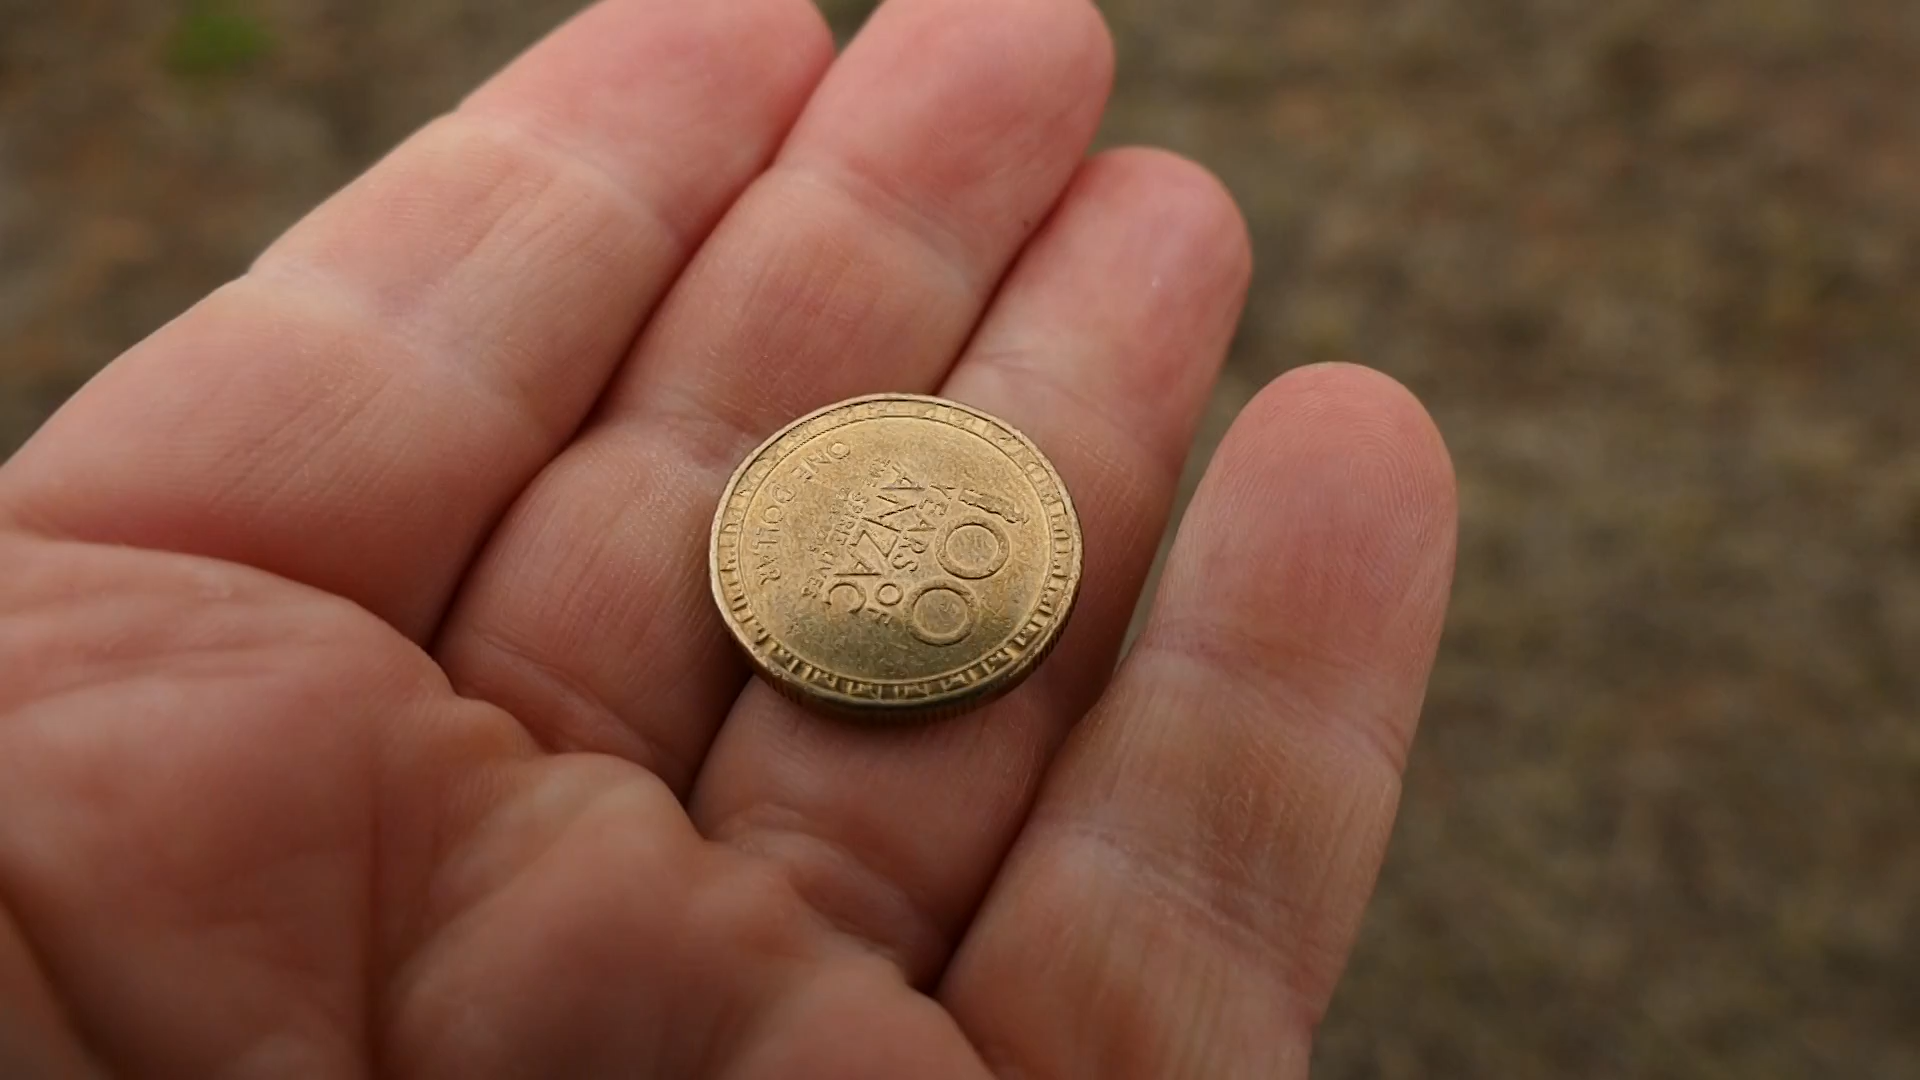 100
YEARS OF
ANZAC
THE SPIRIT LIVES
ONE DOLLAR